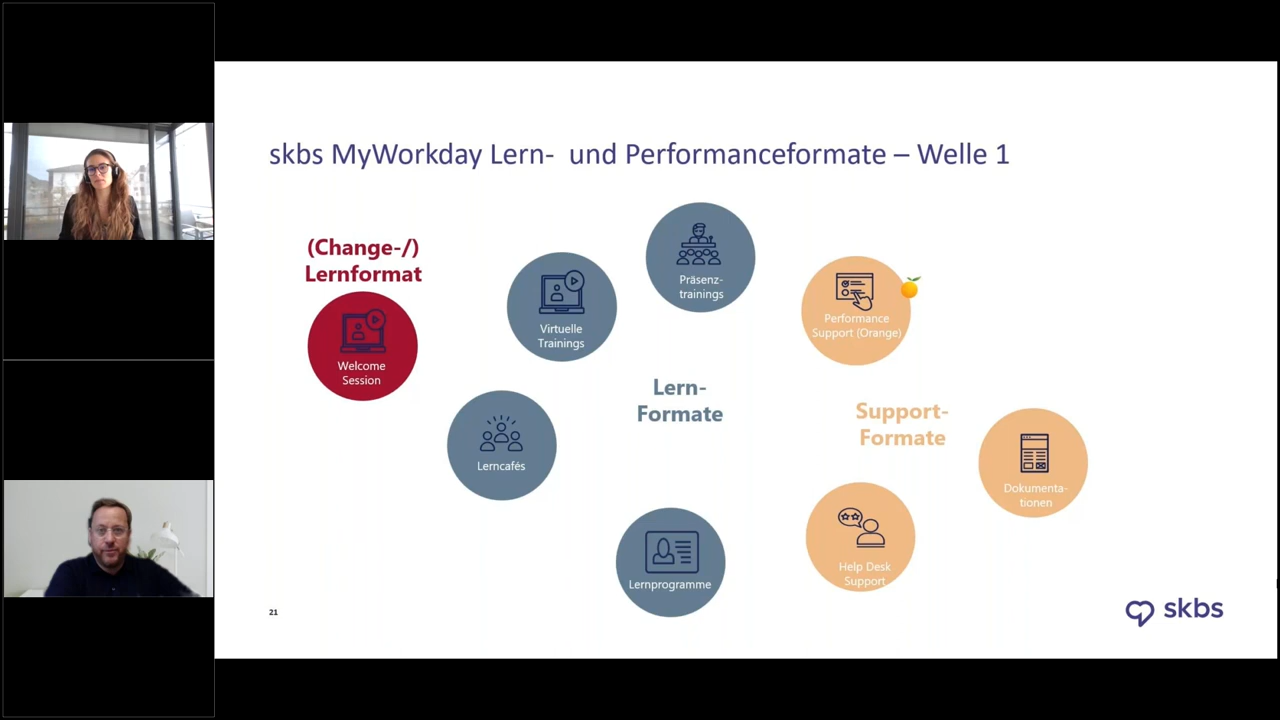 skbs MyWorkday Lern- und Performanceformate – Welle 1
(Change-/)
Lernformat
Welcome
Session
Virtuelle
Trainings
Präsenz-
trainings
Lerncafés
Lern-
Formate
Lernprogramme
Performance
Support (Orange)
Support-
Formate
Dokumenta-
tionen
Help Desk
Support
21
skbs